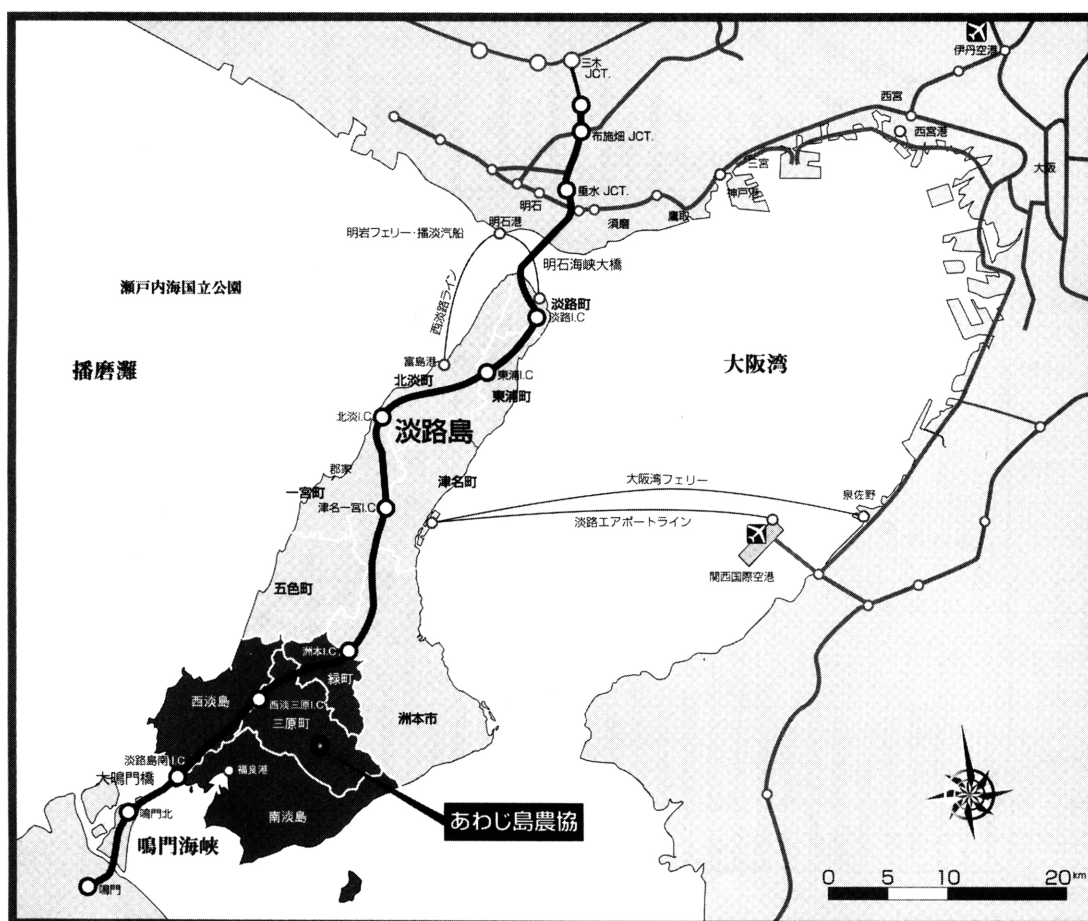 伊丹空港
三木
JCT.
西宮
布施畑 JCT.
西宮港
大阪
三宮
垂水 JCT.
神戸港
明石
須磨
鷹取
明石港
明岩フェリー・播淡汽船
明石海峡大橋
瀬戸内海国立公園
西淡路ライン
淡路町
淡路I.C
播磨灘
富島港
大阪湾
北淡町
東浦I.C
東浦町
北淡I.C
淡路島
郡家
津名町
一宮町
大阪湾フェリー
泉佐野
津名一宮I.C
淡路エアポートライン
関西国際空港
五色町
洲本I.C
緑町
西淡島
西淡三原I.C
三原町
洲本市
淡路島南I.C
大鳴門橋
福良港
鳴門北
南淡島
あわじ島農協
鳴門海峡
鳴門
0 5 10 20km